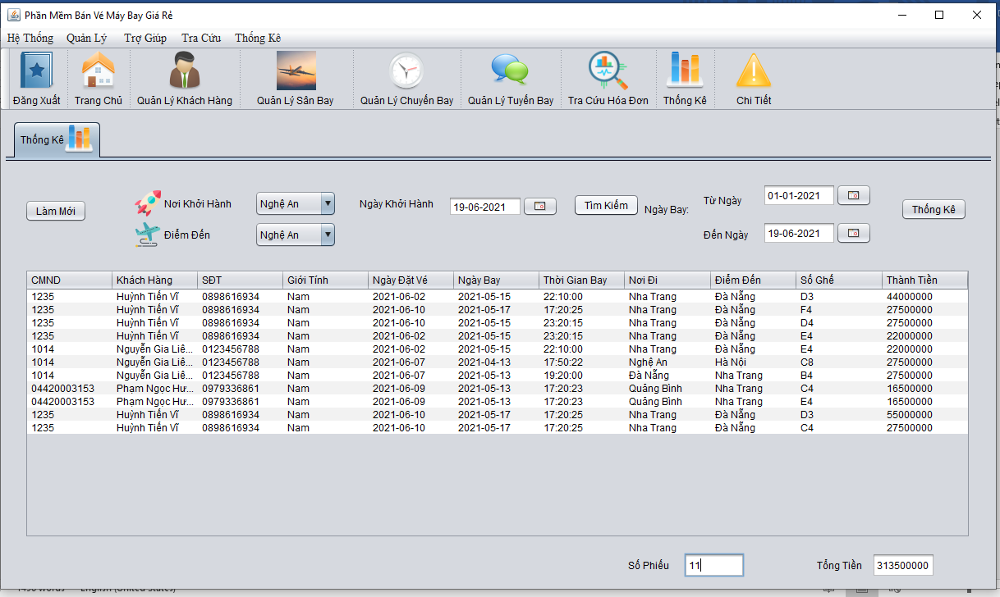 Phần Mềm Bán Vé Máy Bay Giá Rẻ
Hệ Thống Quản Lý Trợ Giúp Tra Cứu Thống Kê
Đăng Xuất Trang Chủ Quản Lý Khách Hàng Quản Lý Sân Bay Quản Lý Chuyến Bay Quản Lý Tuyến Bay Tra Cứu Hóa Đơn Thống Kê Chi Tiết
Thống Kê
Làm Mới
Nơi Khởi Hành Nghệ An
Điểm Đến Nghệ An
Ngày Khởi Hành 19-06-2021
Tìm Kiếm
Ngày Bay:
Từ Ngày 01-01-2021
Đến Ngày 19-06-2021
Thống Kê
CMND Khách Hàng SĐT Giới Tính Ngày Đặt Vé Ngày Bay Thời Gian Bay Nơi Đi Điểm Đến Số Ghế Thành Tiền
1235 Huỳnh Tiến Vĩ 0898616934 Nam 2021-06-02 2021-05-15 22:10:00 Nha Trang Đà Nẵng D3 44000000
1235 Huỳnh Tiến Vĩ 0898616934 Nam 2021-06-10 2021-05-17 17:20:25 Nha Trang Đà Nẵng F4 27500000
1235 Huỳnh Tiến Vĩ 0898616934 Nam 2021-06-10 2021-05-15 23:20:15 Nha Trang Đà Nẵng D4 27500000
1235 Huỳnh Tiến Vĩ 0898616934 Nam 2021-06-02 2021-05-15 23:20:15 Nha Trang Đà Nẵng E4 22000000
1014 Nguyễn Gia Liê... 0123456788 Nam 2021-06-02 2021-05-15 22:10:00 Nha Trang Đà Nẵng E4 22000000
1014 Nguyễn Gia Liê... 0123456788 Nam 2021-06-07 2021-04-13 17:50:22 Nghệ An Hà Nội C8 27500000
1014 Nguyễn Gia Liê... 0123456788 Nam 2021-06-07 2021-05-13 19:20:00 Đà Nẵng Nha Trang B4 27500000
04420003153 Phạm Ngọc Hư... 0979336861 Nam 2021-06-09 2021-05-13 17:20:23 Quảng Bình Nha Trang C4 16500000
04420003153 Phạm Ngọc Hư... 0979336861 Nam 2021-06-09 2021-05-13 17:20:23 Quảng Bình Nha Trang E4 16500000
1235 Huỳnh Tiến Vĩ 0898616934 Nam 2021-06-10 2021-05-17 17:20:25 Nha Trang Đà Nẵng D3 55000000
1235 Huỳnh Tiến Vĩ 0898616934 Nam 2021-06-10 2021-05-17 17:20:25 Nha Trang Đà Nẵng C4 27500000
Số Phiếu 11 Tổng Tiền 313500000